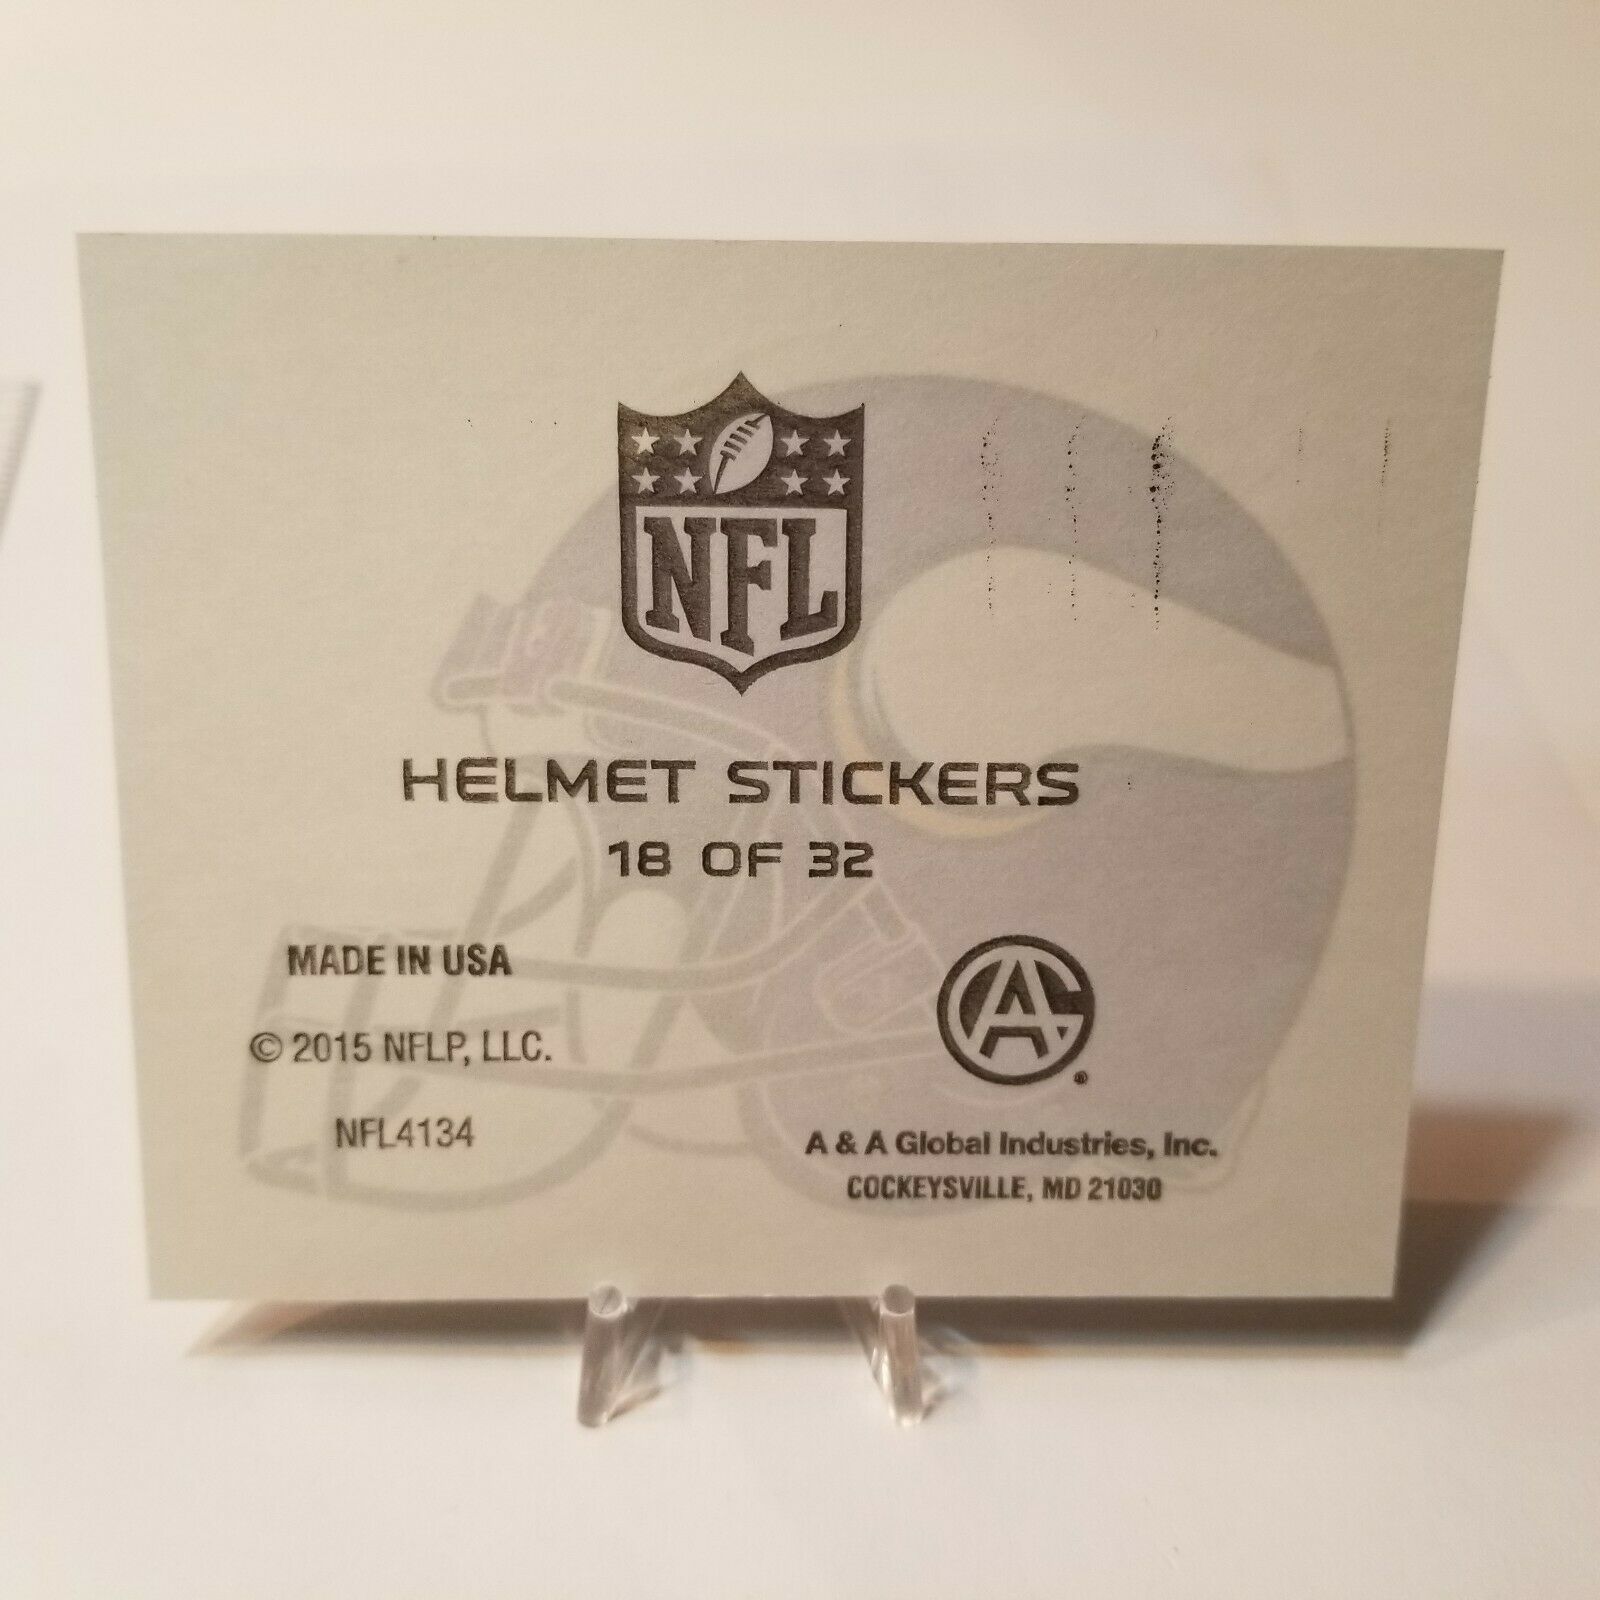 NFL
HELMET STICKERS
18 OF 32
MADE IN USA
© 2015 NFLP, LLC.
NFL4134
AG
®
A & A Global Industries, Inc.
COCKEYSVILLE, MD 21030